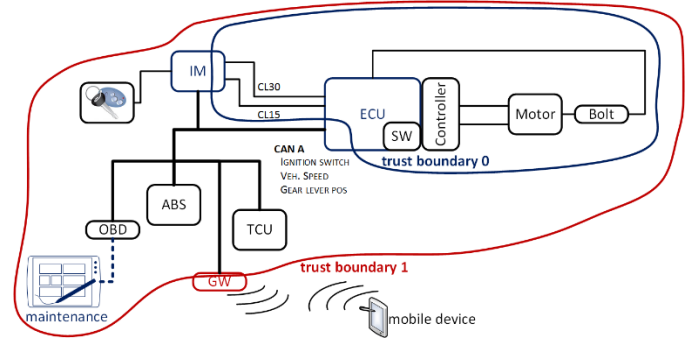 IM
CL30
CL15
ECU
SW
Controller
Motor
Bolt
trust boundary 0
CAN A
IGNITION SWITCH
VEH. SPEED
GEAR LEVER POS
ABS
OBD
TCU
trust boundary 1
GW
maintenance
mobile device